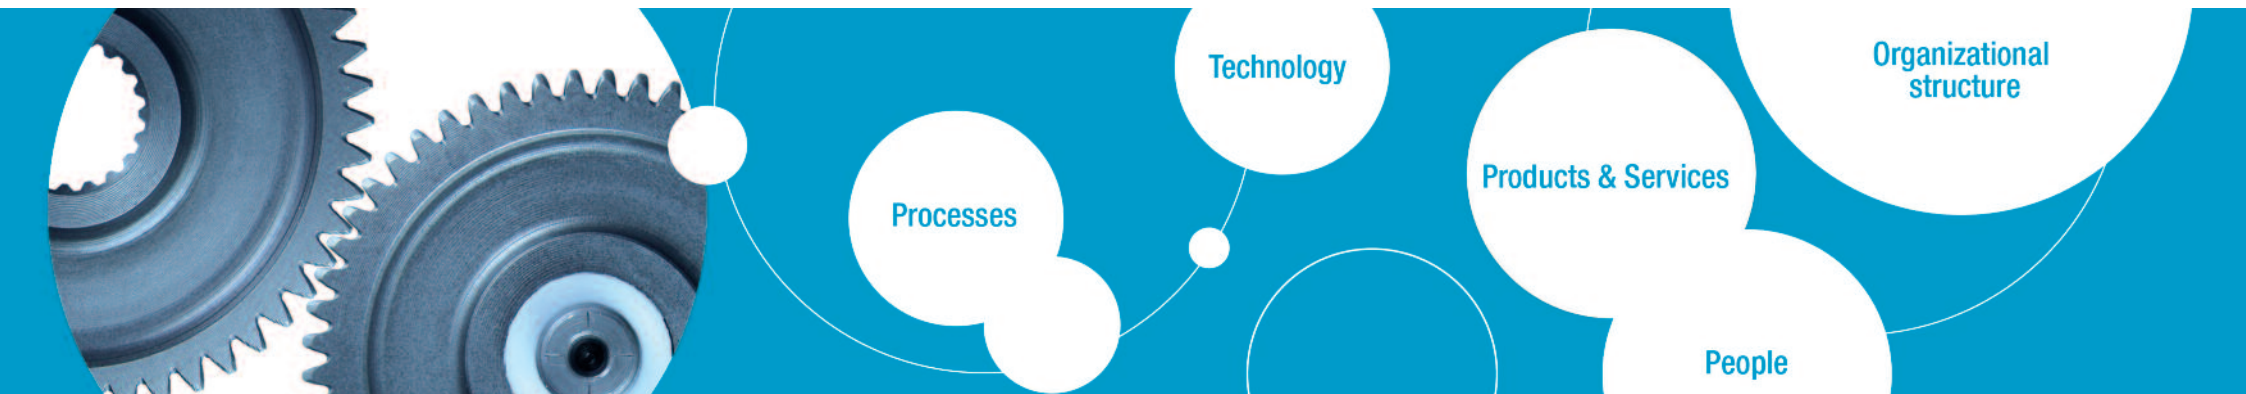 Technology
Organizational
structure
Products & Services
Processes
People